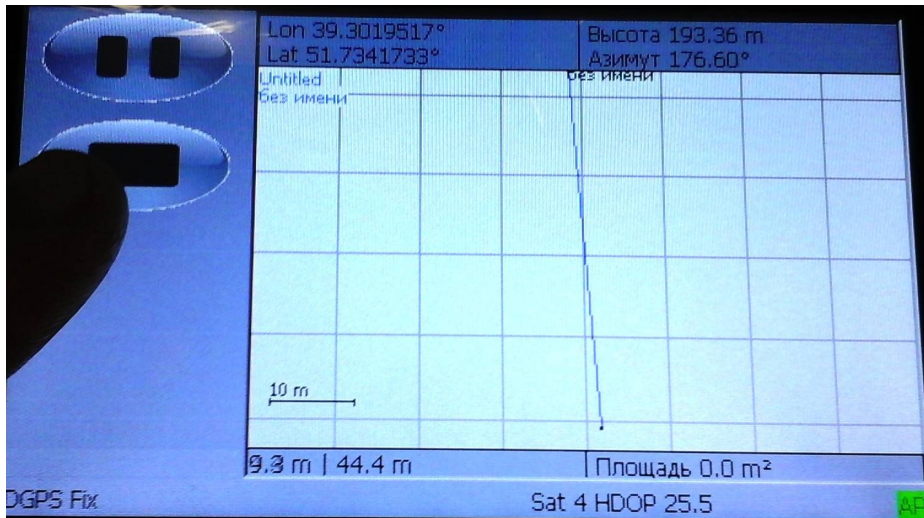 Lon 39.3019517°
Lat 51.7341733°
Высота 193.36 m
Азимут 176.60°
Untitled
без имени
без имени
10 m
44.4 m
Площадь 0.0 m²
DGPS Fix
Sat 4 HDOP 25.5